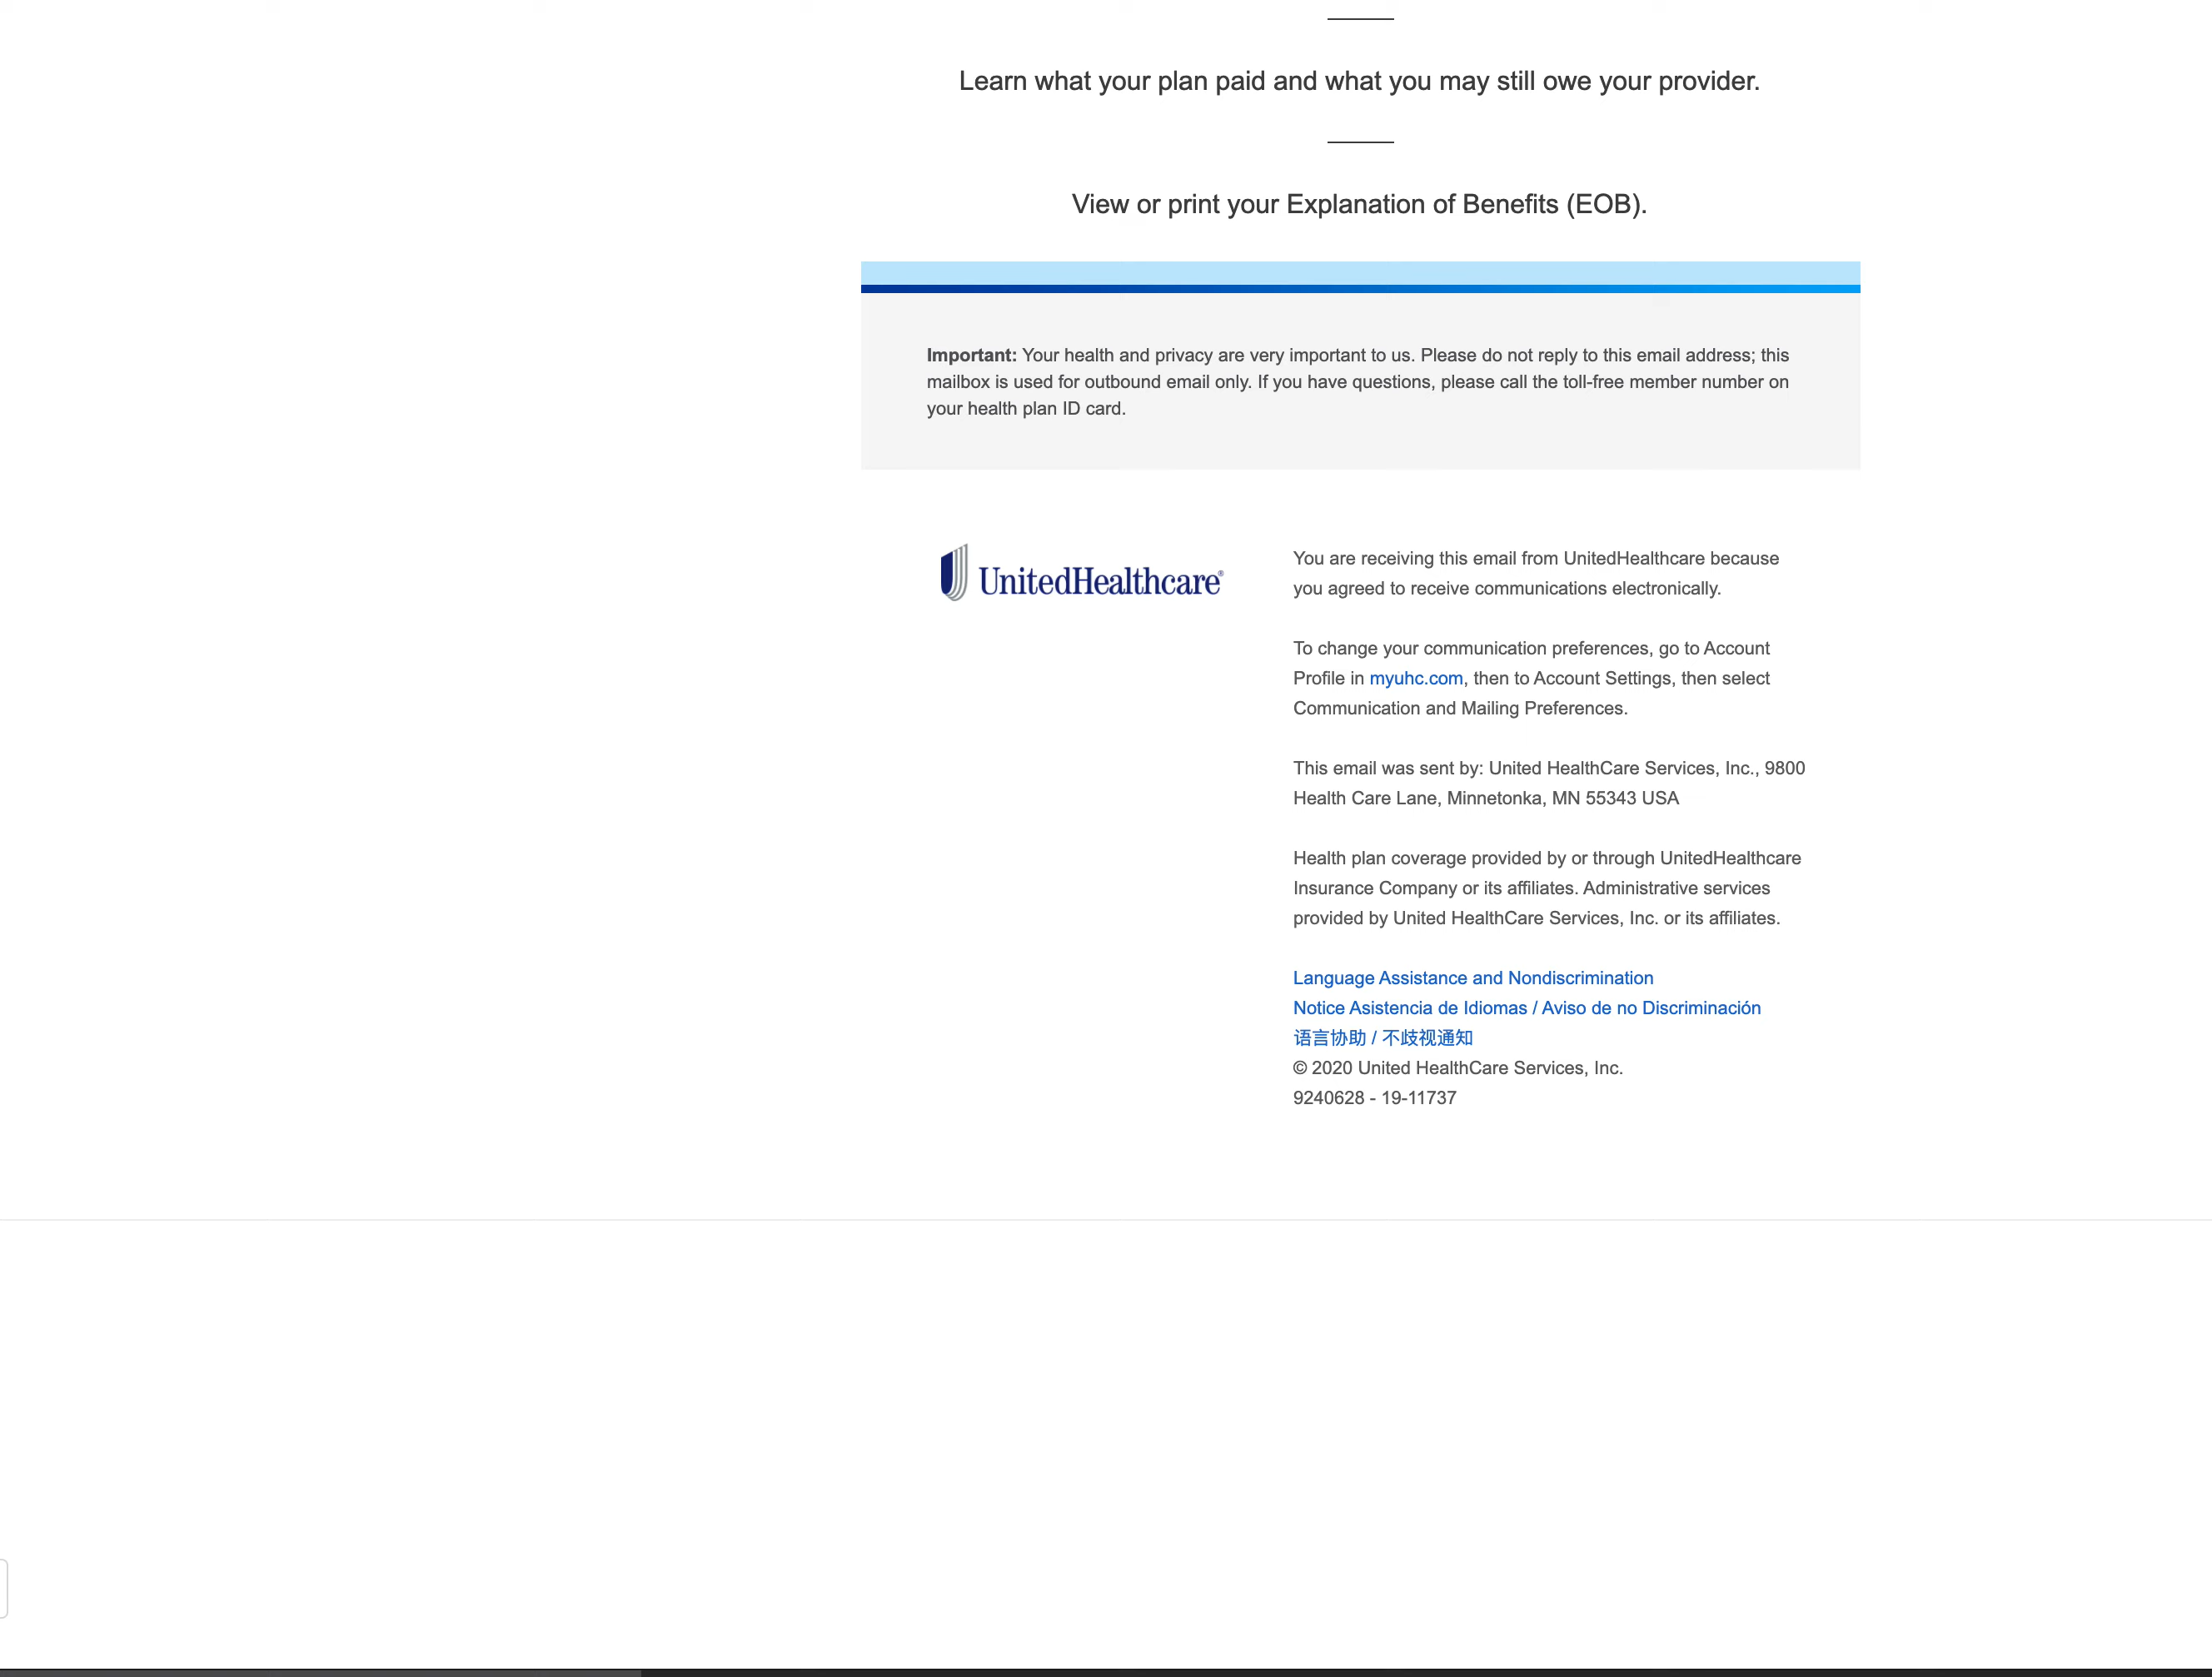 Learn what your plan paid and what you may still owe your provider.
View or print your Explanation of Benefits (EOB).
Important: Your health and privacy are very important to us. Please do not reply to this email address; this
mailbox is used for outbound email only. If you have questions, please call the toll-free member number on
your health plan ID card.
UnitedHealthcare®
You are receiving this email from UnitedHealthcare because
you agreed to receive communications electronically.
To change your communication preferences, go to Account
Profile in myuhc.com, then to Account Settings, then select
Communication and Mailing Preferences.
This email was sent by: United HealthCare Services, Inc., 9800
Health Care Lane, Minnetonka, MN 55343 USA
Health plan coverage provided by or through UnitedHealthcare
Insurance Company or its affiliates. Administrative services
provided by United HealthCare Services, Inc. or its affiliates.
Language Assistance and Nondiscrimination
Notice Asistencia de Idiomas / Aviso de no Discriminación
语言协助 / 不歧视通知
© 2020 United HealthCare Services, Inc.
9240628 - 19-11737